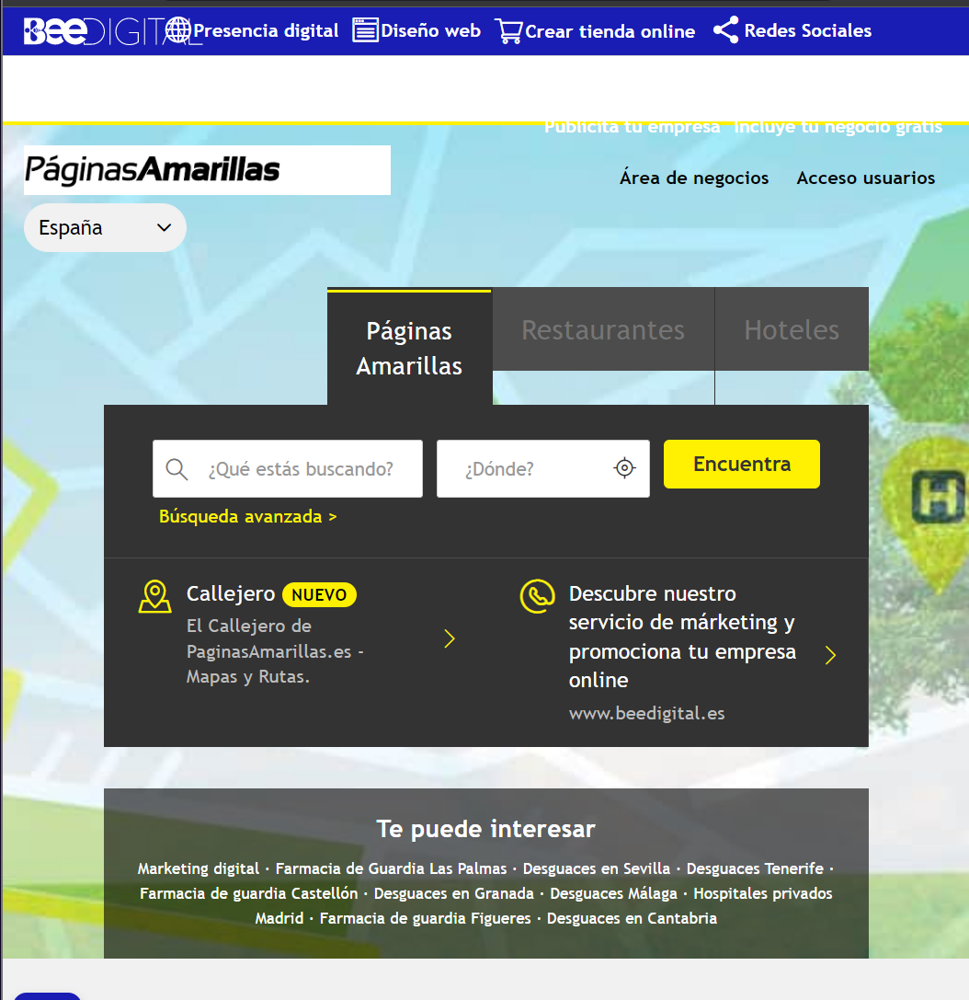 BeeDIGITAL Presencia digital Diseño web Crear tienda online Redes Sociales
Publicita tu empresa Incluye tu negocio gratis
PáginasAmarillas
Área de negocios Acceso usuarios
España
Páginas
Amarillas
Restaurantes
Hoteles
¿Qué estás buscando? ¿Dónde? Encuentra
Búsqueda avanzada >
H
Callejero NUEVO
El Callejero de
PaginasAmarillas.es -
Mapas y Rutas.
Descubre nuestro
servicio de márketing y
promociona tu empresa
online
www.beedigital.es
Te puede interesar
Marketing digital · Farmacia de Guardia Las Palmas · Desguaces en Sevilla · Desguaces Tenerife ·
Farmacia de guardia Castellón · Desguaces en Granada · Desguaces Málaga · Hospitales privados
Madrid · Farmacia de guardia Figueres · Desguaces en Cantabria